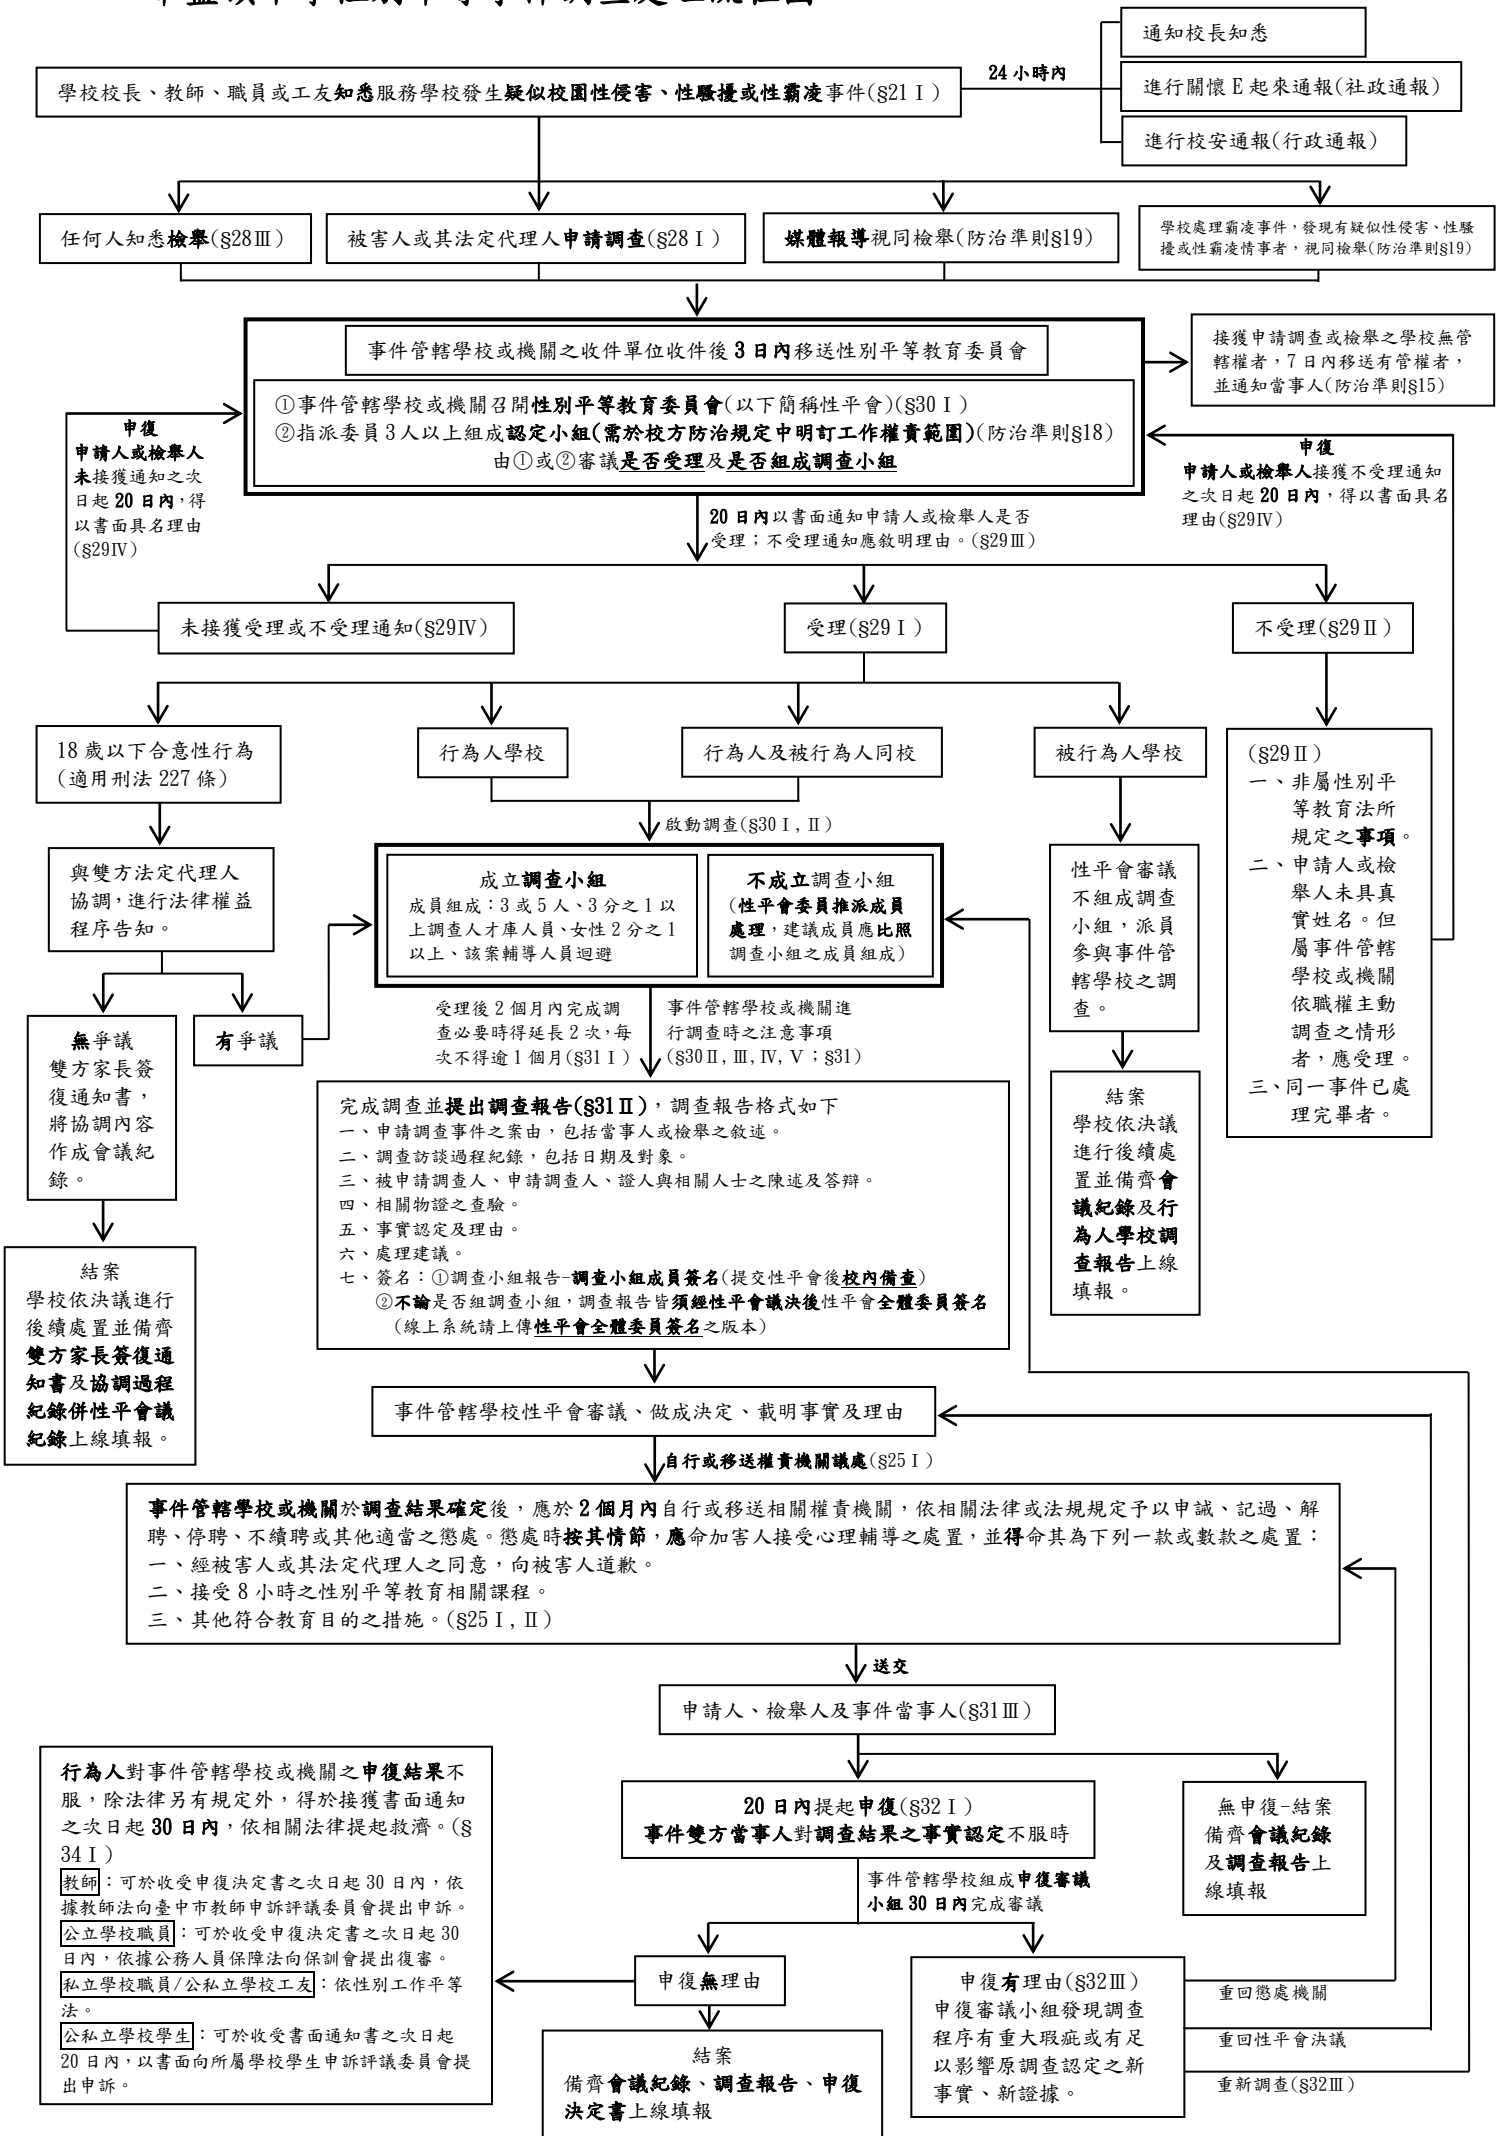 通知校長知悉
24 小時內
學校校長、教師、職員或工友知悉服務學校發生疑似校園性侵害、性騷擾或性霸凌事件(§21Ⅰ)
進行關懷 E 起來通報(社政通報)
進行校安通報(行政通報)
任何人知悉檢舉(§28Ⅲ)
被害人或其法定代理人申請調查(§28Ⅰ)
媒體報導視同檢舉(防治準則§19)
學校處理霸凌事件，發現有疑似性侵害、性騷
擾或性霸凌情事者，視同檢舉(防治準則§19)
事件管轄學校或機關之收件單位收件後 3 日內移送性別平等教育委員會
①事件管轄學校或機關召開性別平等教育委員會(以下簡稱性平會)(§30Ⅰ)
②指派委員 3 人以上組成認定小組(需於校方防治規定中明訂工作權責範圍)(防治準則§18)
由①或②審議是否受理及是否組成調查小組
接獲申請調查或檢舉之學校無管
轄權者，7 日內移送有管權者，
並通知當事人(防治準則§15)
申復
申請人或檢舉人
未接獲通知之次
日起 20 日內，得
以書面具名理由
(§29Ⅳ)
申復
申請人或檢舉人接獲不受理通知
之次日起 20 日內，得以書面具名
理由(§29Ⅳ)
20 日內以書面通知申請人或檢舉人是否
受理；不受理通知應敘明理由。(§29Ⅲ)
未接獲受理或不受理通知(§29Ⅳ)
受理(§29Ⅰ)
不受理(§29Ⅱ)
18 歲以下合意性行為
(適用刑法 227 條)
行為人學校
行為人及被行為人同校
被行為人學校
(§29Ⅱ)
一、非屬性別平
等教育法所
規定之事項。
二、申請人或檢
舉人未具真
實姓名。但
屬事件管轄
學校或機關
依職權主動
調查之情形
者，應受理。
三、同一事件已處
理完畢者。
啟動調查(§30Ⅰ,Ⅱ)
與雙方法定代理人
協調，進行法律權益
程序告知。
成立調查小組
成員組成：3 或 5 人、3 分之 1 以
上調查人才庫人員、女性 2 分之 1
以上、該案輔導人員迴避
不成立調查小組
(性平會委員推派成員
處理，建議成員應比照
調查小組之成員組成)
性平會審議
不組成調查
小組，派員
參與事件管
轄學校之調
查。
無爭議
雙方家長簽
復通知書，
將協調內容
作成會議紀
錄。
有爭議
受理後 2 個月內完成調
查必要時得延長 2 次，每
次不得逾 1 個月(§31Ⅰ)
事件管轄學校或機關進
行調查時之注意事項
(§30Ⅱ,Ⅲ,Ⅳ,Ⅴ；§31)
完成調查並提出調查報告(§31Ⅱ)，調查報告格式如下
一、申請調查事件之案由，包括當事人或檢舉之敘述。
二、調查訪談過程紀錄，包括日期及對象。
三、被申請調查人、申請調查人、證人與相關人士之陳述及答辯。
四、相關物證之查驗。
五、事實認定及理由。
六、處理建議。
七、簽名：①調查小組報告-調查小組成員簽名(提交性平會後校內備查)
②不論是否組調查小組，調查報告皆須經性平會議決後性平會全體委員簽名
(線上系統請上傳性平會全體委員簽名之版本)
結案
學校依決議
進行後續處
置並備齊會
議紀錄及行
為人學校調
查報告上線
填報。
結案
學校依決議進行
後續處置並備齊
雙方家長簽復通
知書及協調過程
紀錄併性平會議
紀錄上線填報。
事件管轄學校性平會審議、做成決定、載明事實及理由
自行或移送權責機關議處(§25Ⅰ)
事件管轄學校或機關於調查結果確定後，應於 2 個月內自行或移送相關權責機關，依相關法律或法規規定予以申誡、記過、解
聘、停聘、不續聘或其他適當之懲處。懲處時按其情節，應命加害人接受心理輔導之處置，並得命其為下列一款或數款之處置：
一、經被害人或其法定代理人之同意，向被害人道歉。
二、接受 8 小時之性別平等教育相關課程。
三、其他符合教育目的之措施。(§25Ⅰ,Ⅱ)
送交
申請人、檢舉人及事件當事人(§31Ⅲ)
行為人對事件管轄學校或機關之申復結果不
服，除法律另有規定外，得於接獲書面通知
之次日起 30 日內，依相關法律提起救濟。(§
34Ⅰ)
教師：可於收受申復決定書之次日起 30 日內，依
據教師法向臺中市教師申訴評議委員會提出申訴。
公立學校職員：可於收受申復決定書之次日起 30
日內，依據公務人員保障法向保訓會提出復審。
私立學校職員/公私立學校工友：依性別工作平等
法。
公私立學校學生：可於收受書面通知書之次日起
20 日內，以書面向所屬學校學生申訴評議委員會提
出申訴。
20 日內提起申復(§32Ⅰ)
事件雙方當事人對調查結果之事實認定不服時
無申復-結案
備齊會議紀錄
及調查報告上
線填報
事件管轄學校組成申復審議
小組 30 日內完成審議
申復無理由
申復有理由(§32Ⅲ)
申復審議小組發現調查
程序有重大瑕疵或有足
以影響原調查認定之新
事實、新證據。
重回懲處機關
重回性平會決議
重新調查(§32Ⅲ)
結案
備齊會議紀錄、調查報告、申復
決定書上線填報